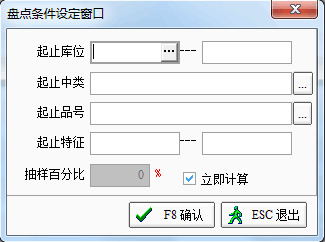 盘点条件设定窗口
起止库位 ... ---
起止中类 ...
起止品号 ...
起止特征 ---
抽样百分比 0 % 立即计算
F8 确认 ESC 退出